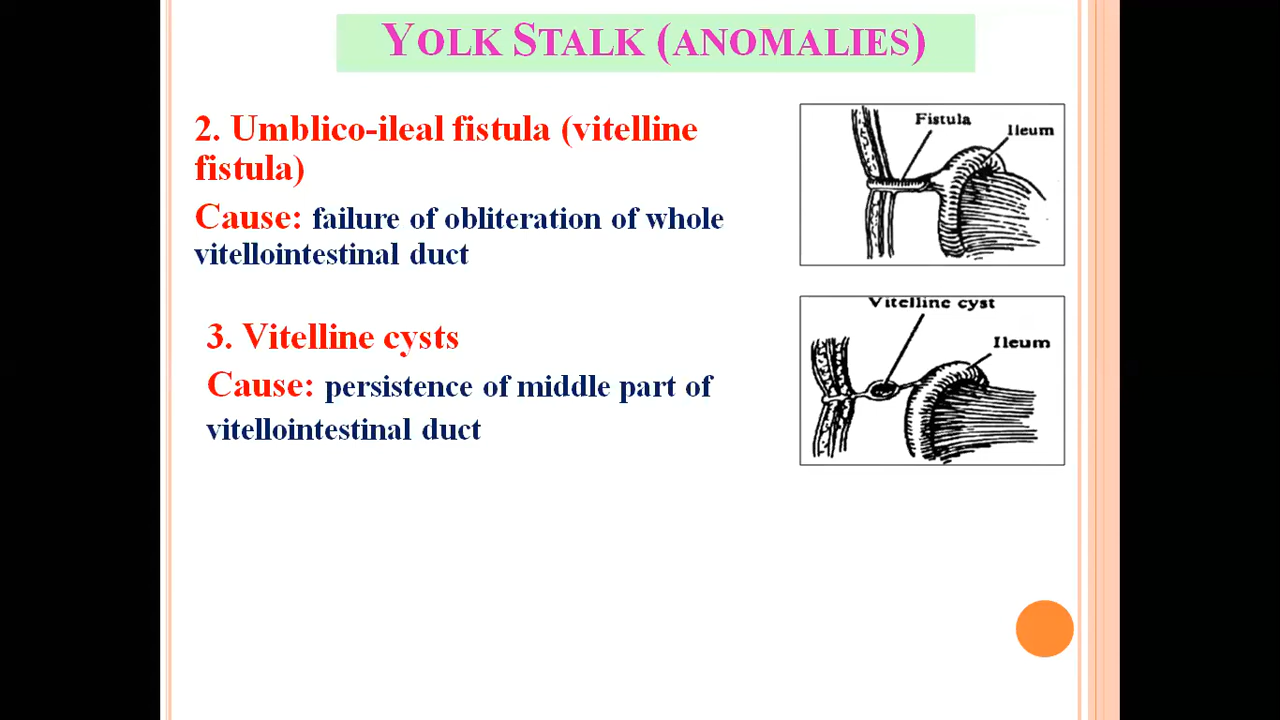 YOLK STALK (ANOMALIES)
2. Umblico-ileal fistula (vitelline
fistula)
Cause: failure of obliteration of whole
vitellointestinal duct
Fistula
Ileum
3. Vitelline cysts
Cause: persistence of middle part of
vitellointestinal duct
Vitelline cyst
Ileum